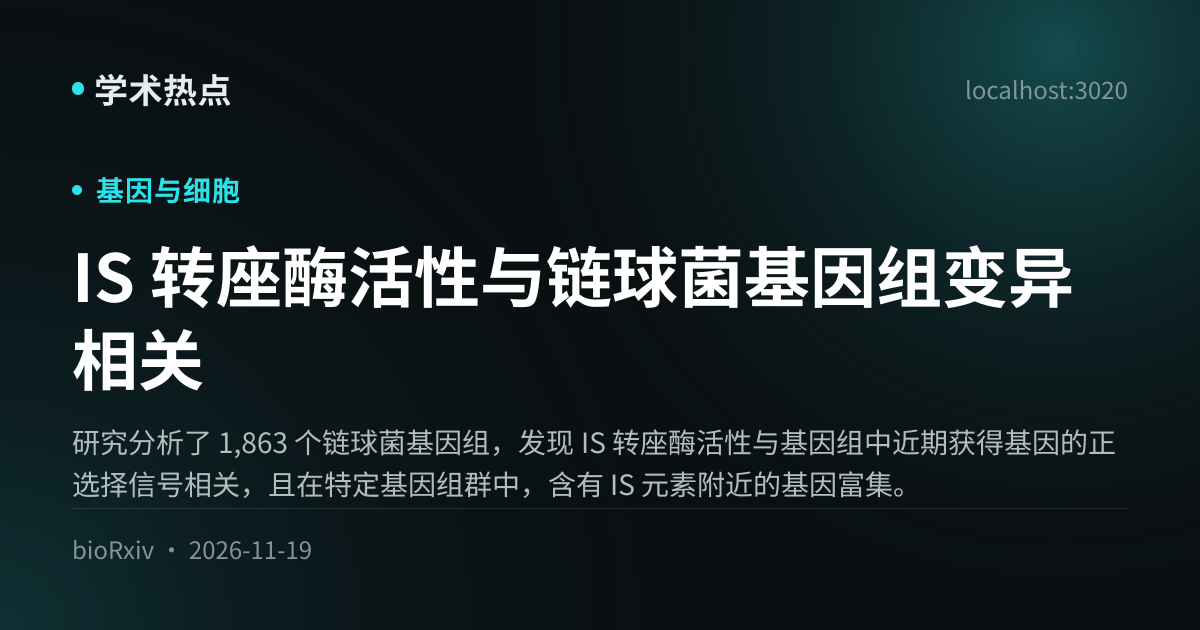 学术热点
localhost:3020
基因与细胞
IS 转座酶活性与链球菌基因组变异
相关
研究分析了 1,863 个链球菌基因组，发现 IS 转座酶活性与基因组中近期获得基因的正
选择信号相关，且在特定基因组群中，含有 IS 元素附近的基因富集。
bioRxiv · 2026-11-19